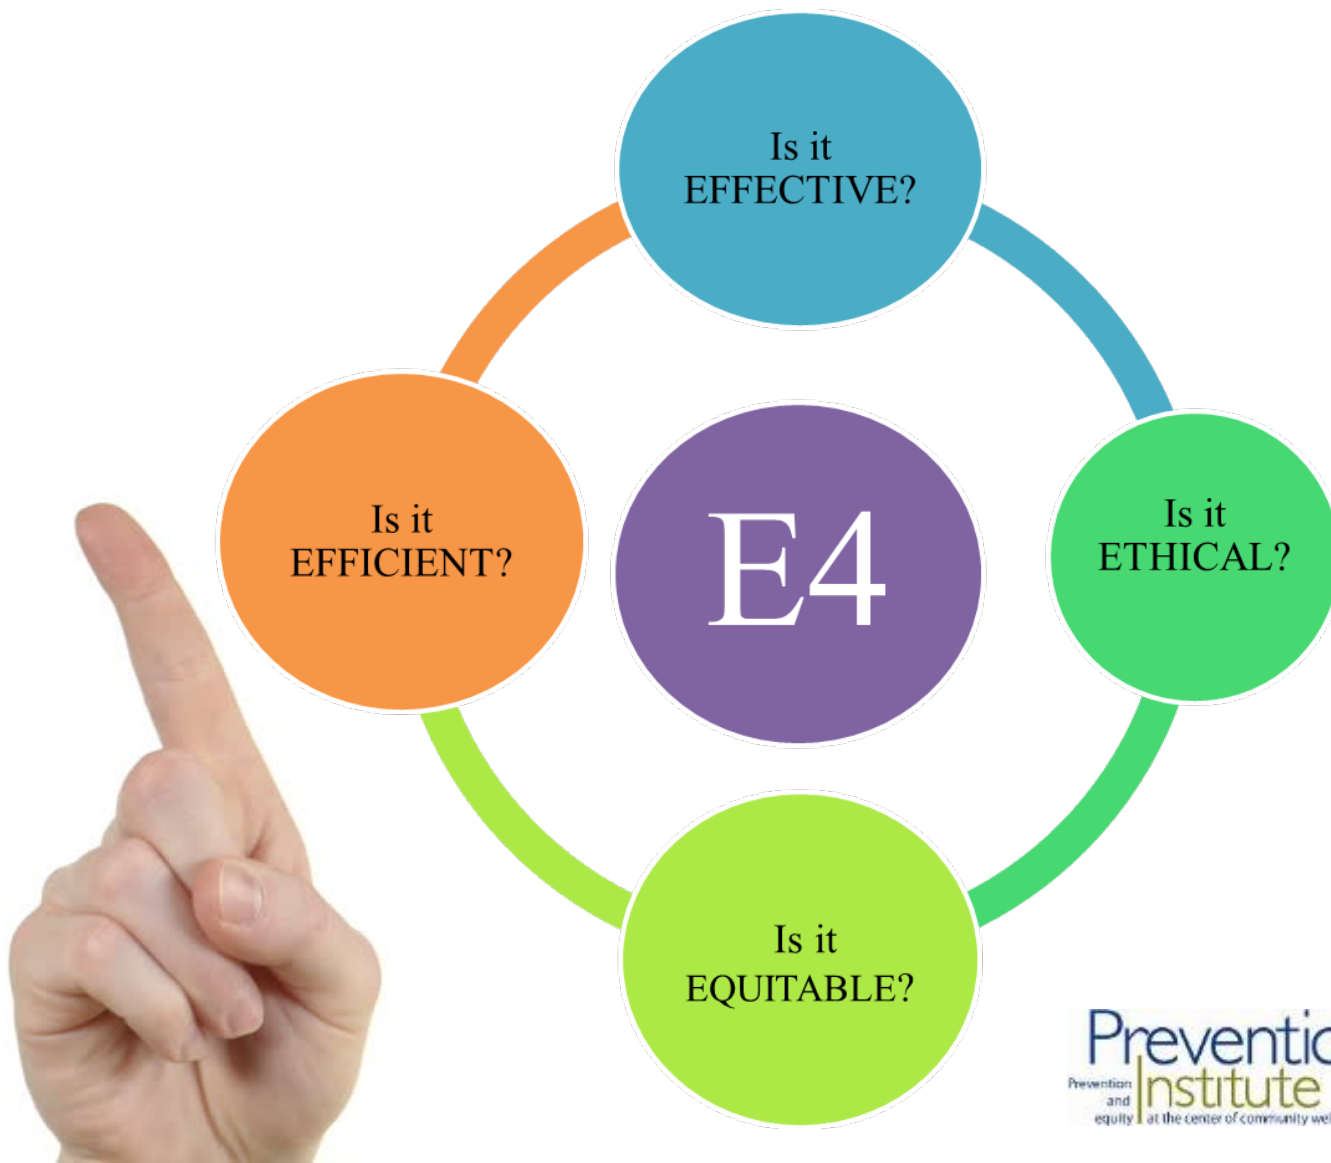 Is it
EFFECTIVE?
Is it
EFFICIENT?
E4
Is it
ETHICAL?
Is it
EQUITABLE?
Preventio
Prevention
and
equity
Institute
at the center of community wel